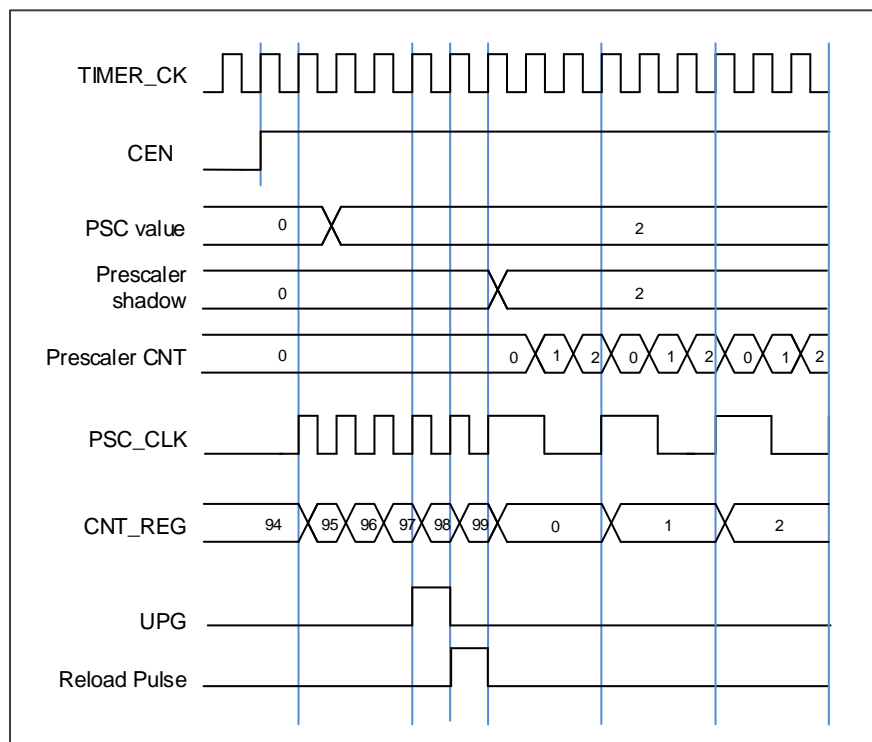 TIMER_CK
CEN
PSC value 0 2
Prescaler
shadow 0 2
Prescaler CNT 0 0 1 2 0 1 2 0 1 2
PSC_CLK
CNT_REG 94 95 96 97 98 99 0 1 2
UPG
Reload Pulse